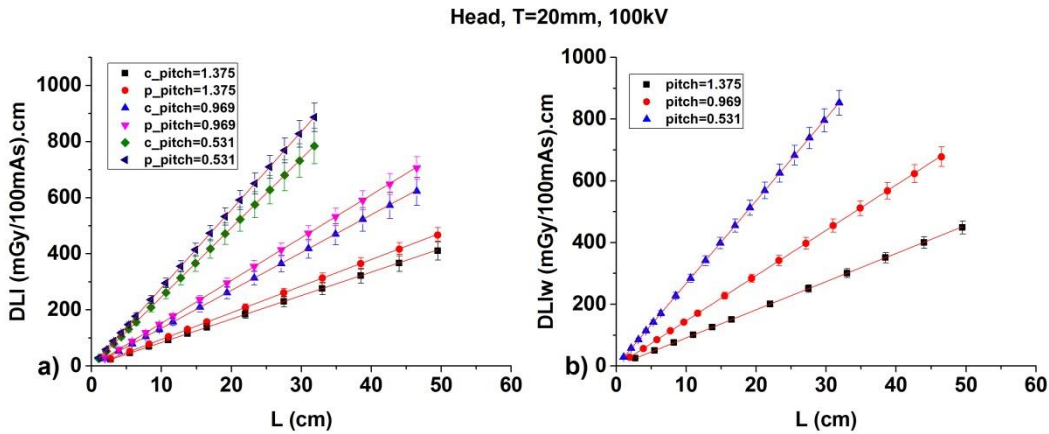 Head, T=20mm, 100kV
1000
800
600
400
200
0
DLI (mGy/100mAs).cm
c_pitch=1.375
p_pitch=1.375
c_pitch=0.969
p_pitch=0.969
c_pitch=0.531
p_pitch=0.531
a)
0 10 20 30 40 50 60
L (cm)
1000
800
600
400
200
0
DLIw (mGy/100mAs).cm
pitch=1.375
pitch=0.969
pitch=0.531
b)
0 10 20 30 40 50 60
L (cm)